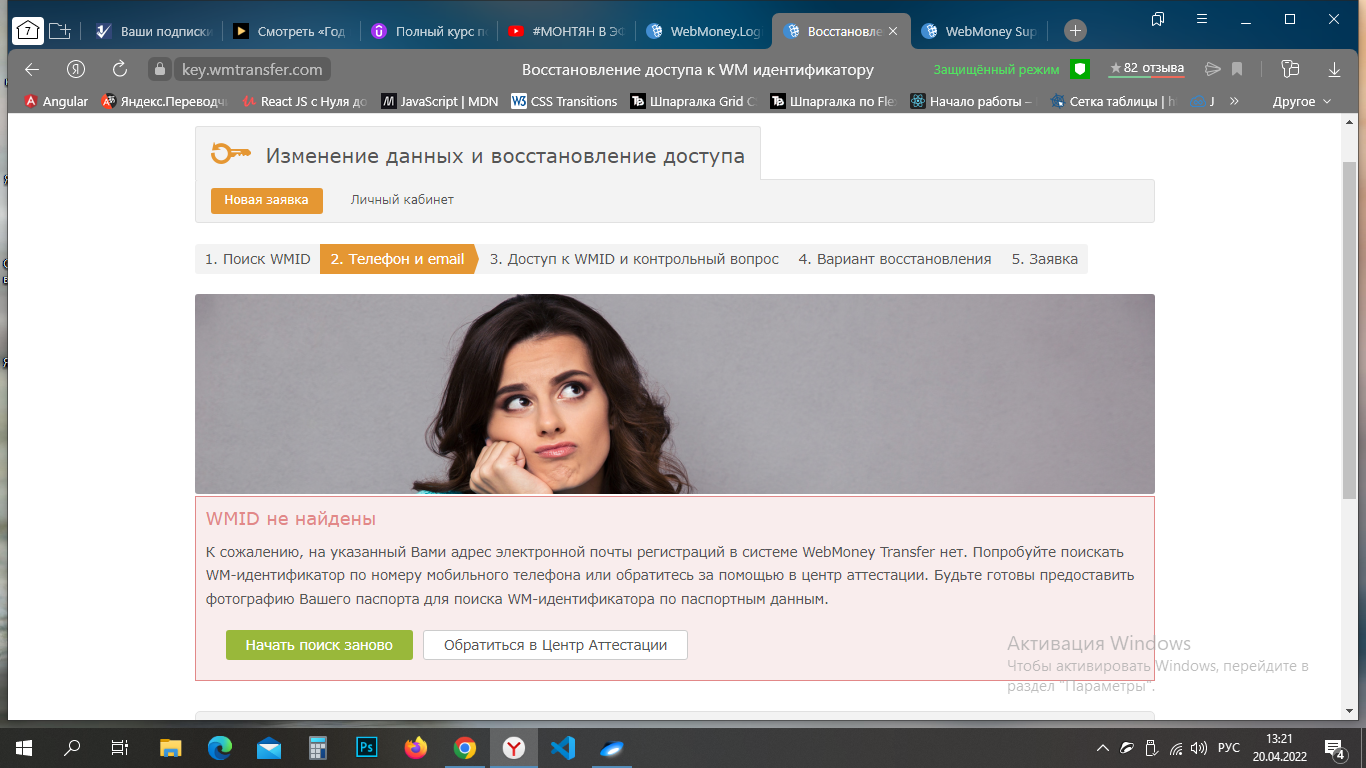 7
Ваши подписки
Смотреть «Год
Полный курс п
#МОНТЯН В ЭФ
WebMoney.Log
Восстановле
WebMoney Sup
key.wmtransfer.com
Восстановление доступа к WM идентификатору
Защищённый режим
82 отзыва
Angular
Яндекс.Переводч
React JS с Нуля до
JavaScript | MDN
CSS Transitions
Шпаргалка Grid C
Шпаргалка по Fle
Начало работы –
Сетка таблицы | h
J
Другое
Изменение данных и восстановление доступа
Новая заявка
Личный кабинет
1. Поиск WMID
2. Телефон и email
3. Доступ к WMID и контрольный вопрос
4. Вариант восстановления
5. Заявка
WMID не найдены
К сожалению, на указанный Вами адрес электронной почты регистраций в системе WebMoney Transfer нет. Попробуйте поискать
WM-идентификатор по номеру мобильного телефона или обратитесь за помощью в центр аттестации. Будьте готовы предоставить
фотографию Вашего паспорта для поиска WM-идентификатора по паспортным данным.
Начать поиск заново
Обратиться в Центр Аттестации
Активация Windows
Чтобы активировать Windows, перейдите в
раздел "Параметры".
РУС
13:21
20.04.2022
4